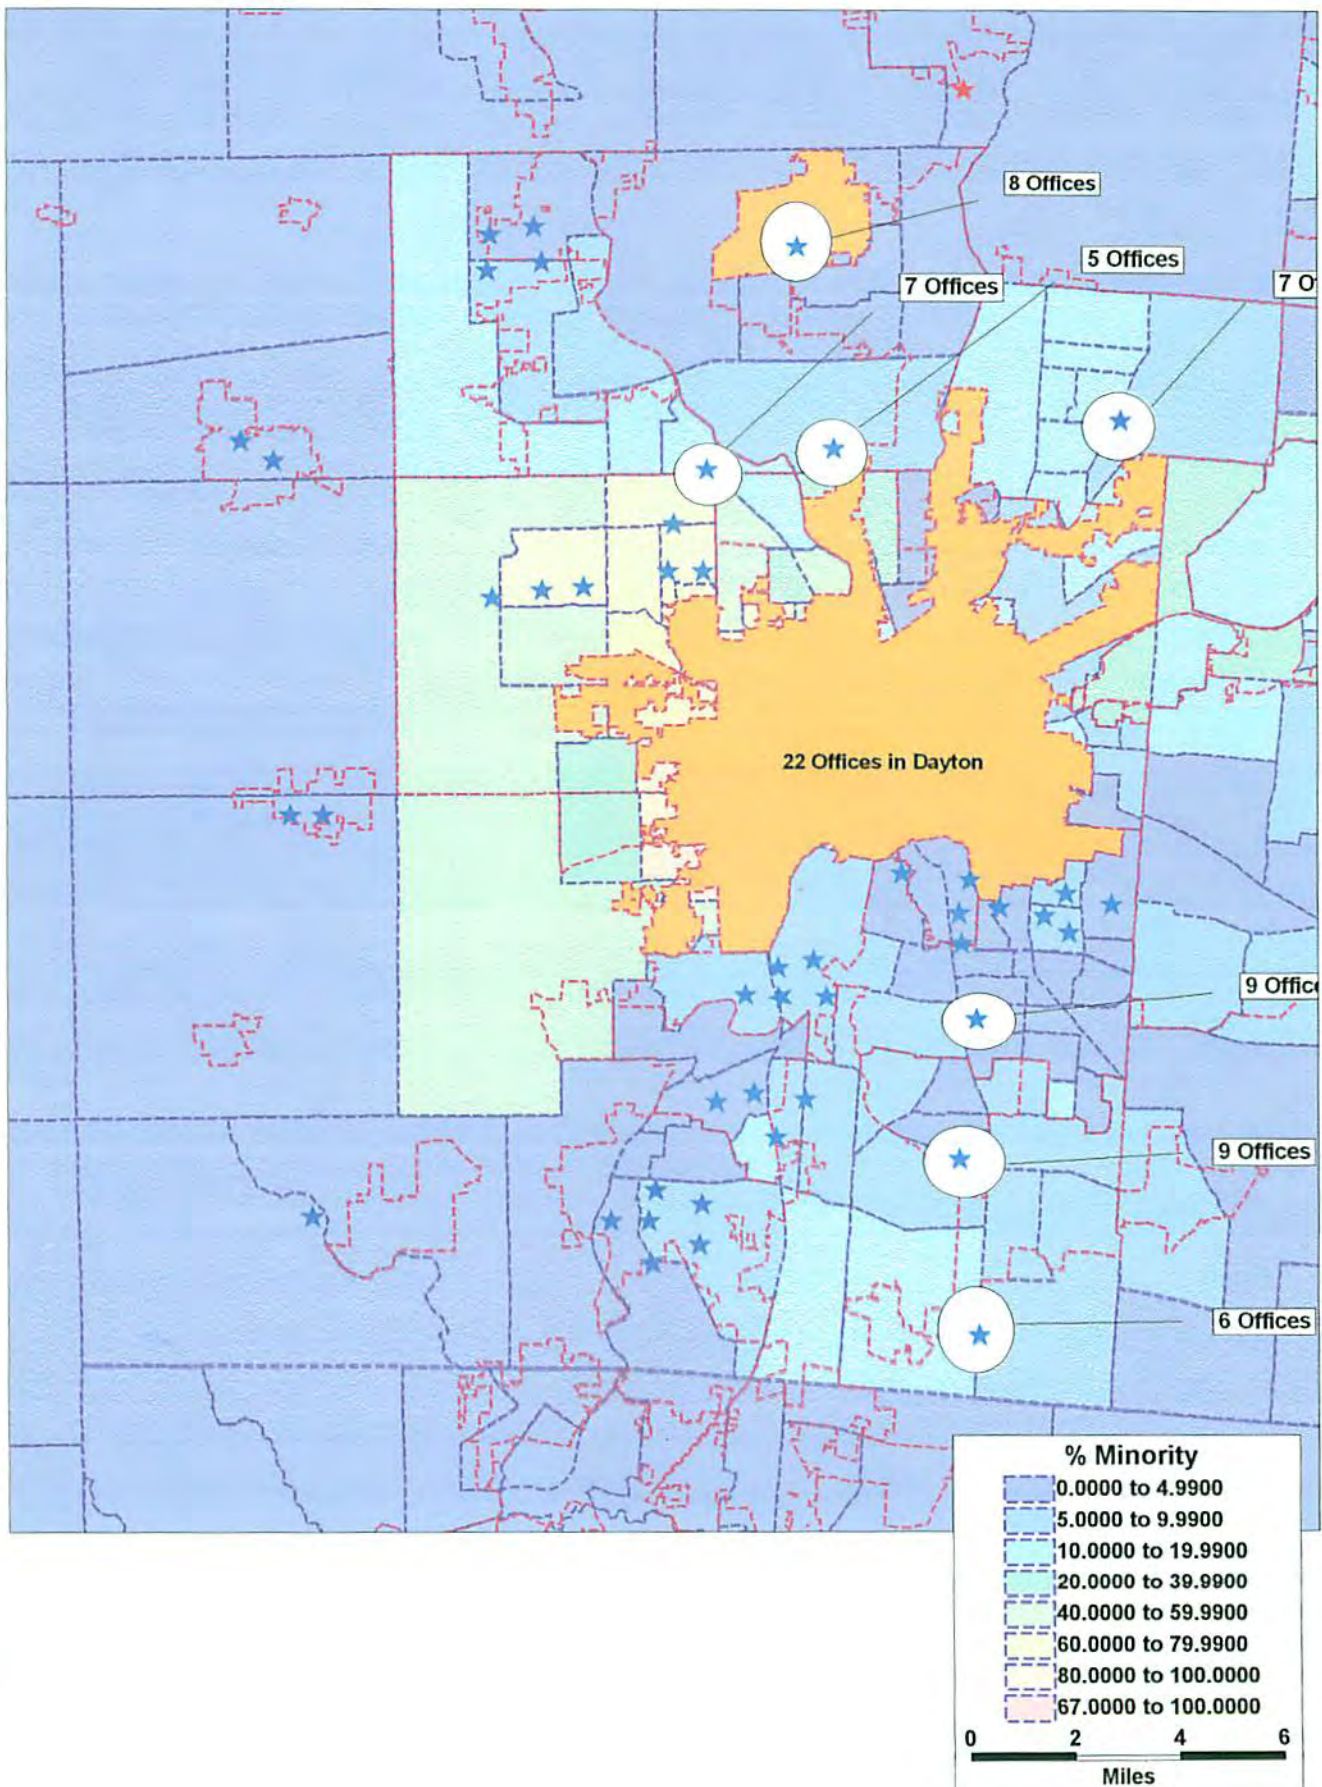 8 Offices
5 Offices
7 Offices
7 O
22 Offices in Dayton
9 Offic
9 Offices
6 Offices
% Minority
0.0000 to 4.9900
5.0000 to 9.9900
10.0000 to 19.9900
20.0000 to 39.9900
40.0000 to 59.9900
60.0000 to 79.9900
80.0000 to 100.0000
67.0000 to 100.0000
0 2 4 6
Miles